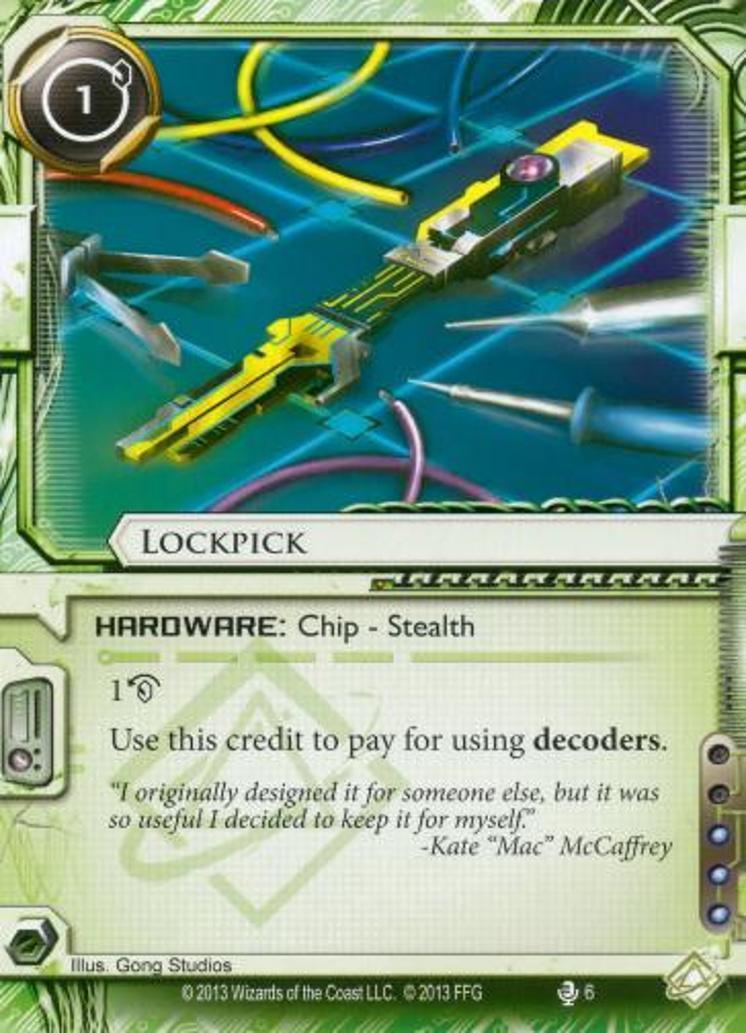 1
LOCKPICK
HARDWARE: Chip - Stealth
1
Use this credit to pay for using decoders.
“I originally designed it for someone else, but it was
so useful I decided to keep it for myself.”
-Kate “Mac” McCaffrey
Illus. Gong Studios
© 2013 Wizards of the Coast LLC. © 2013 FFG
6